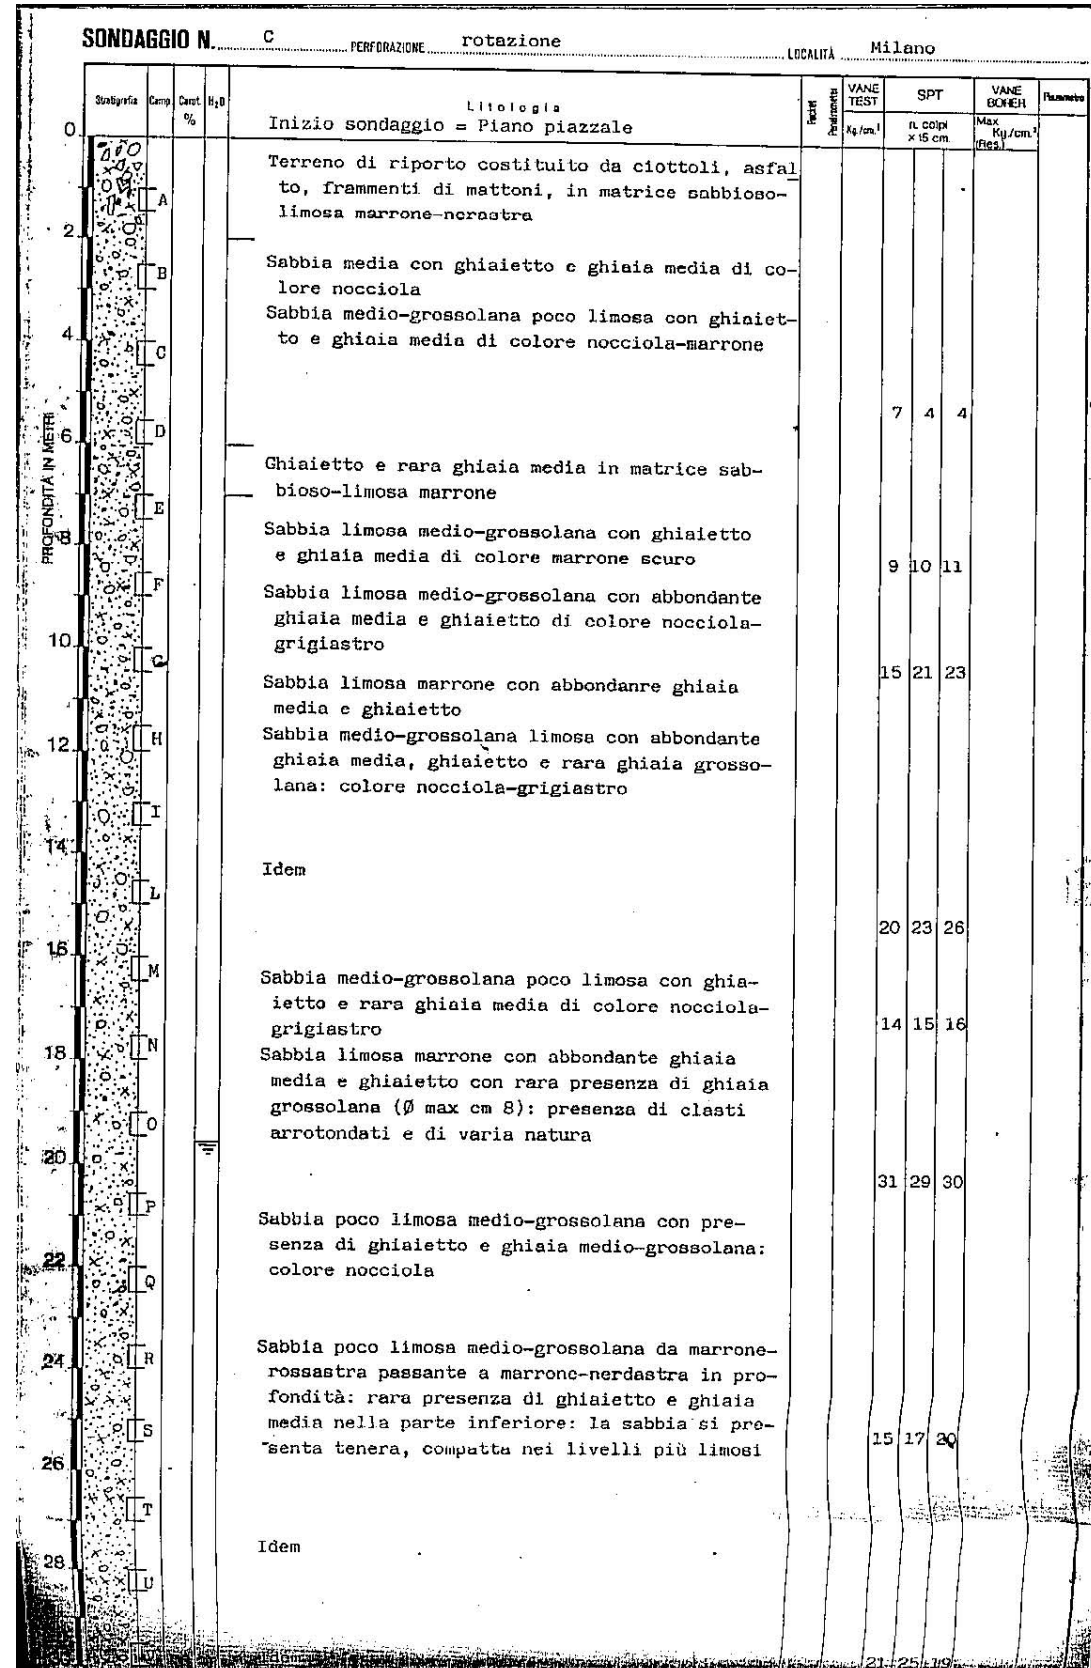 SONDAGGIO N. C PERFORAZIONE rotazione LOCALITÀ Milano
Stratigrafia Camp. Carot. % H2O
Litologia
Inizio sondaggio = Piano piazzale
Pocket Penetrometer
VANE TEST Kg./cm.²
SPT n. colpi x 15 cm.
VANE BOHER Max Kg./cm.² (Res.)
PROFONDITÀ IN METRI
0
Terreno di riporto costituito da ciottoli, asfal
to, frammenti di mattoni, in matrice sabbioso-
limosa marrone-nerastra
A
2
Sabbia media con ghiaietto e ghiaia media di co-
lore nocciola
B
Sabbia medio-grossolana poco limosa con ghiaiet-
to e ghiaia media di colore nocciola-marrone
4
C
7 4 4
D
6
Ghiaietto e rara ghiaia media in matrice sab-
bioso-limosa marrone
E
Sabbia limosa medio-grossolana con ghiaietto
e ghiaia media di colore marrone scuro
8
9 10 11
F
Sabbia limosa medio-grossolana con abbondante
ghiaia media e ghiaietto di colore nocciola-
grigiastro
10
G
15 21 23
Sabbia limosa marrone con abbondanre ghiaia
media e ghiaietto
H
12
Sabbia medio-grossolana limosa con abbondante
ghiaia media, ghiaietto e rara ghiaia grosso-
lana: colore nocciola-grigiastro
I
14
Idem
L
20 23 26
16
M
Sabbia medio-grossolana poco limosa con ghia-
ietto e rara ghiaia media di colore nocciola-
grigiastro
14 15 16
N
18
Sabbia limosa marrone con abbondante ghiaia
media e ghiaietto con rara presenza di ghiaia
grossolana (Ø max cm 8): presenza di clasti
arrotondati e di varia natura
O
20
31 29 30
P
Sabbia poco limosa medio-grossolana con pre-
senza di ghiaietto e ghiaia medio-grossolana:
colore nocciola
22
Q
Sabbia poco limosa medio-grossolana da marrone-
rossastra passante a marrone-nerdastra in pro-
fondità: rara presenza di ghiaietto e ghiaia
media nella parte inferiore: la sabbia si pre-
senta tenera, compatta nei livelli più limosi
24
R
S
15 17 20
26
T
Idem
28
U
21 25 19